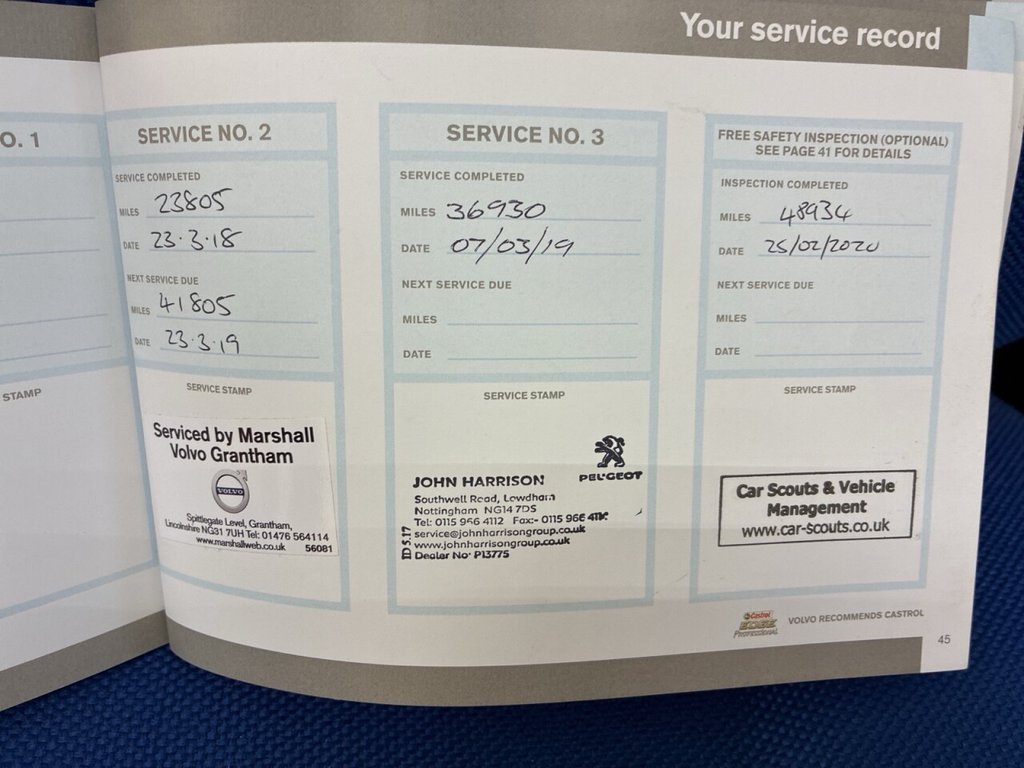 Your service record
O. 1
STAMP
SERVICE NO. 2
SERVICE COMPLETED
MILES 23805
DATE 23.3.18
NEXT SERVICE DUE
MILES 41805
DATE 23.3.19
SERVICE STAMP
Serviced by Marshall
Volvo Grantham
VOLVO
Spittlegate Level, Grantham,
Lincolnshire NG31 7UH Tel: 01476 564114
www.marshallweb.co.uk 56081
SERVICE NO. 3
SERVICE COMPLETED
MILES 36930
DATE 07/03/19
NEXT SERVICE DUE
MILES
DATE
SERVICE STAMP
PEUGEOT
JOHN HARRISON
Southwell Road, Lowdham
Nottingham NG14 7DS
Tel: 0115 966 4112 Fax: 0115 966
service@johnharrisongroup.co.uk
www.johnharrisongroup.co.uk
Dealer No: P13775
FREE SAFETY INSPECTION (OPTIONAL)
SEE PAGE 41 FOR DETAILS
INSPECTION COMPLETED
MILES 48934
DATE 25/02/2020
NEXT SERVICE DUE
MILES
DATE
SERVICE STAMP
Car Scouts & Vehicle
Management
www.car-scouts.co.uk
Castrol
EDGE
PROFESSIONAL
VOLVO RECOMMENDS CASTROL
45